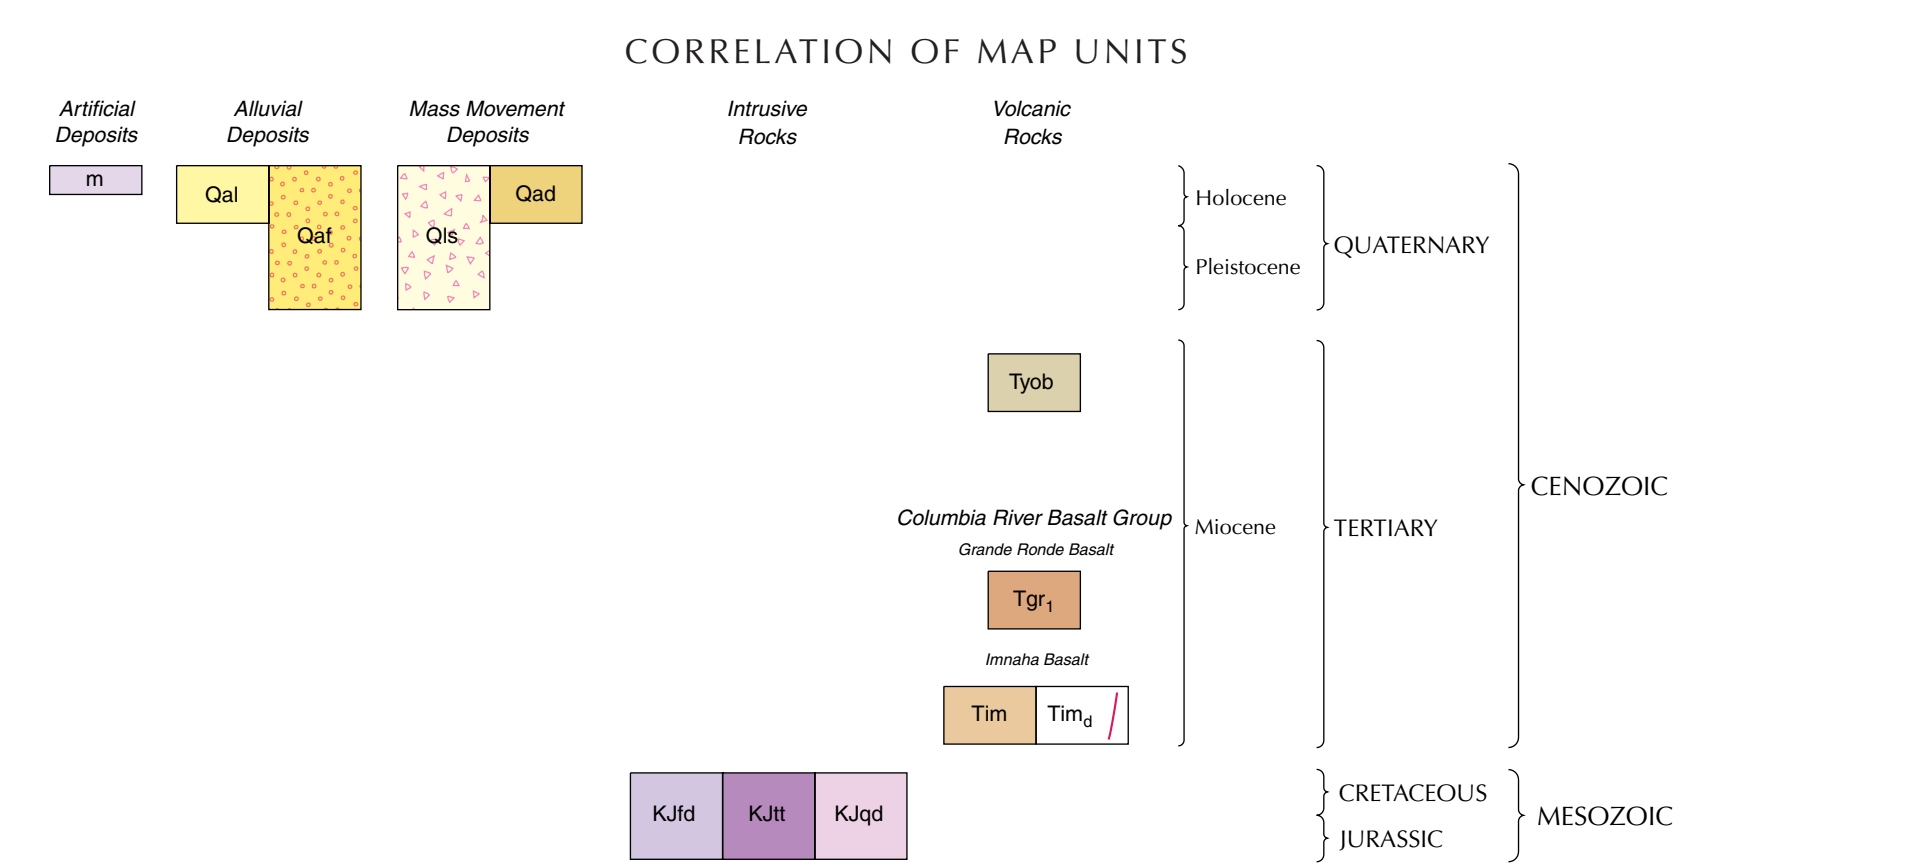 CORRELATION OF MAP UNITS
Artificial
Deposits
Alluvial
Deposits
Mass Movement
Deposits
Intrusive
Rocks
Volcanic
Rocks
m
Qal
Qaf
Qls
Qad
Holocene
Pleistocene
QUATERNARY
Tyob
Columbia River Basalt Group
Grande Ronde Basalt
Tgr1
Imnaha Basalt
Tim
Timd
Miocene
TERTIARY
CENOZOIC
KJfd
KJtt
KJqd
CRETACEOUS
JURASSIC
MESOZOIC